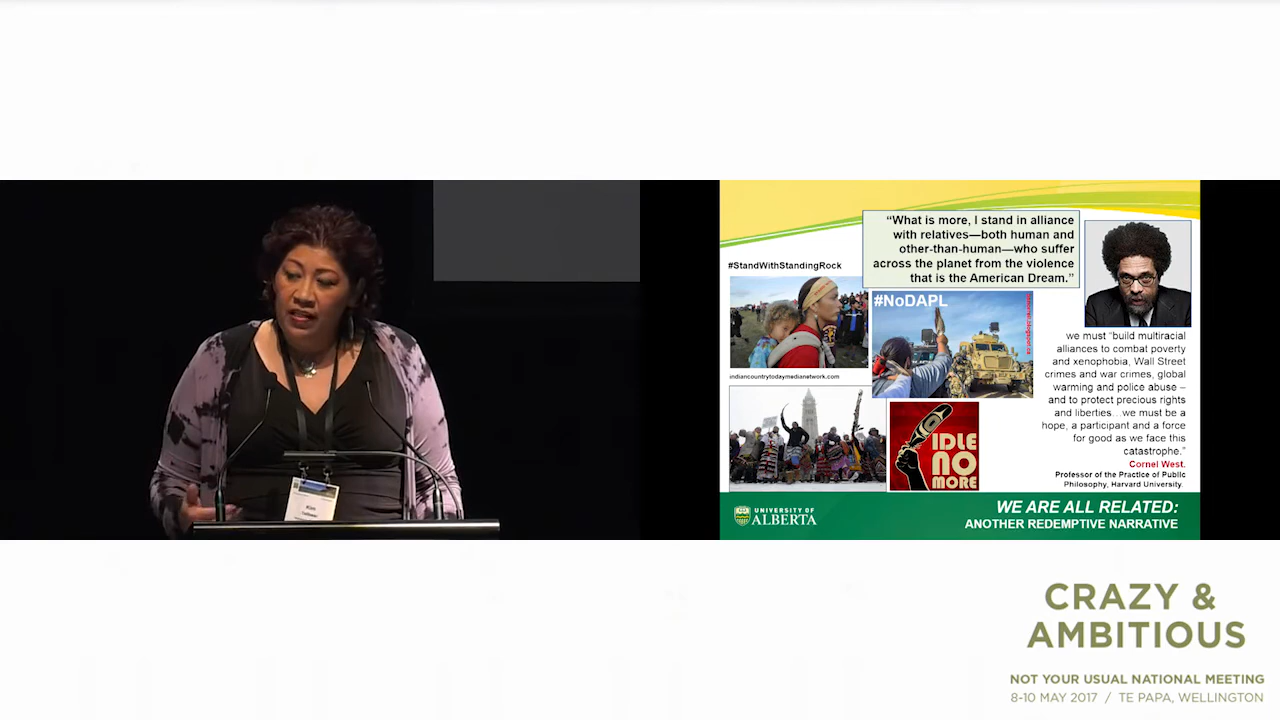 “What is more, I stand in alliance
with relatives—both human and
other-than-human—who suffer
across the planet from the violence
that is the American Dream.”
#StandWithStandingRock
#NoDAPL
indiancountrytodaymedianetwork.com
we must “build multiracial
alliances to combat poverty
and xenophobia, Wall Street
crimes and war crimes, global
warming and police abuse –
and to protect precious rights
and liberties…we must be a
hope, a participant and a force
for good as we face this
catastrophe.”
Cornel West.
Professor of the Practice of Public
Philosophy, Harvard University.
IDLE
NO
MORE
UNIVERSITY OF
ALBERTA
WE ARE ALL RELATED:
ANOTHER REDEMPTIVE NARRATIVE
CRAZY &
AMBITIOUS
NOT YOUR USUAL NATIONAL MEETING
8-10 MAY 2017 / TE PAPA, WELLINGTON